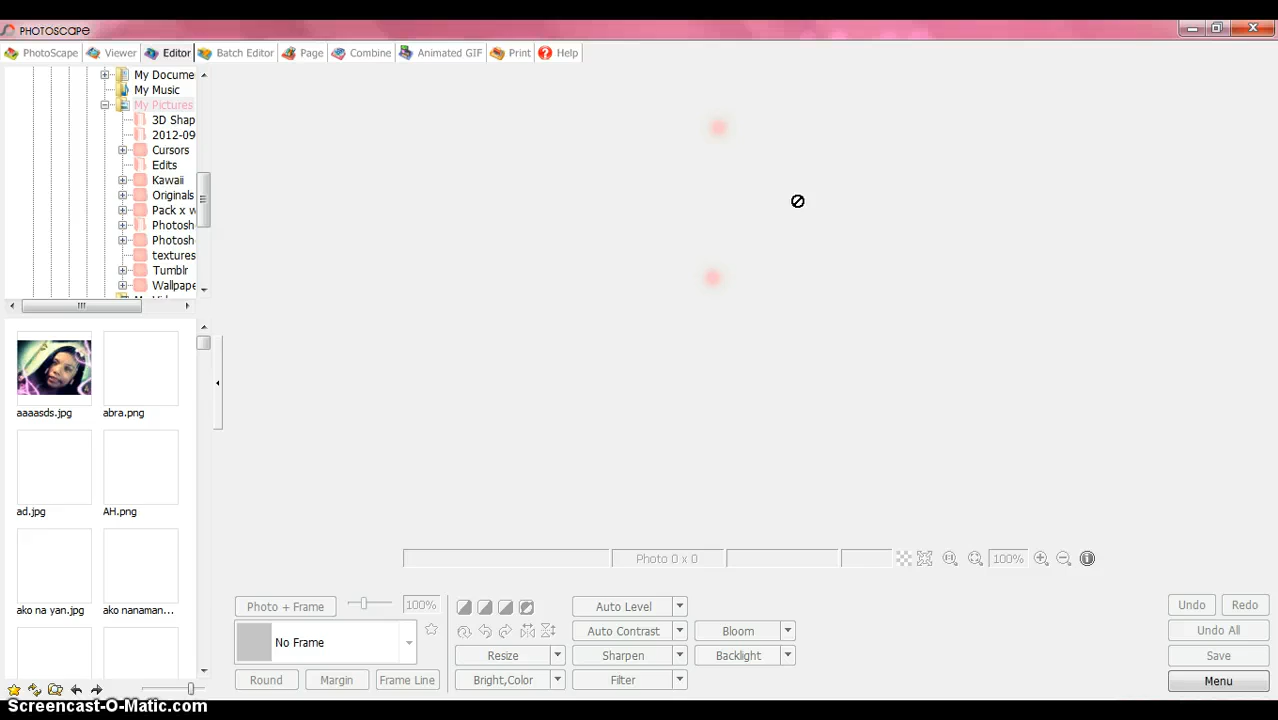 PHOTOSCAPE
PhotoScape Viewer Editor Batch Editor Page Combine Animated GIF Print Help
My Docume
My Music
My Pictures
3D Shap
2012-09
Cursors
Edits
Kawaii
Originals
Pack x w
Photosh
Photosh
textures
Tumblr
Wallpape
aaaasds.jpg abra.png
ad.jpg AH.png
ako na yan.jpg ako nanaman...
Photo 0 x 0 100%
Photo + Frame 100% Auto Level Undo Redo
No Frame Auto Contrast Bloom Undo All
Resize Sharpen Backlight Save
Round Margin Frame Line Bright,Color Filter Menu
Screencast-O-Matic.com